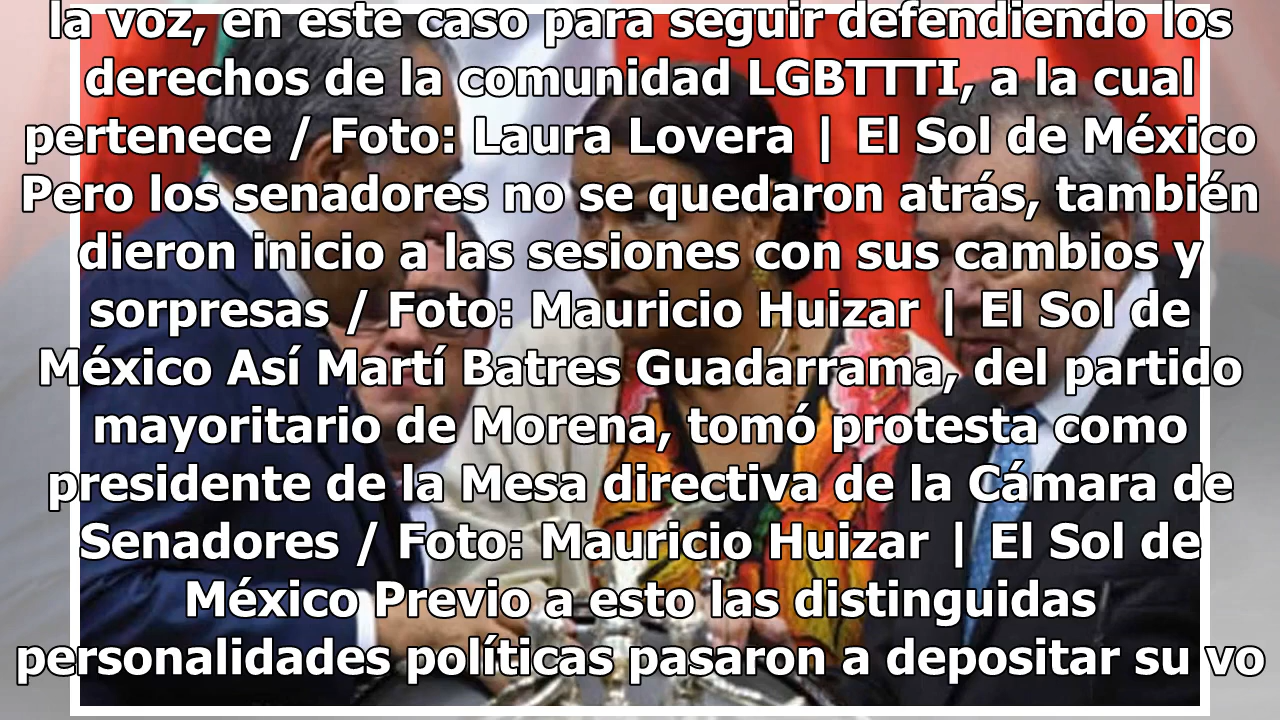 la voz, en este caso para seguir defendiendo los
derechos de la comunidad LGBTTTI, a la cual
pertenece / Foto: Laura Lovera | El Sol de México
Pero los senadores no se quedaron atrás, también
dieron inicio a las sesiones con sus cambios y
sorpresas / Foto: Mauricio Huizar | El Sol de
México Así Martí Batres Guadarrama, del partido
mayoritario de Morena, tomó protesta como
presidente de la Mesa directiva de la Cámara de
Senadores / Foto: Mauricio Huizar | El Sol de
México Previo a esto las distinguidas
personalidades políticas pasaron a depositar su vo